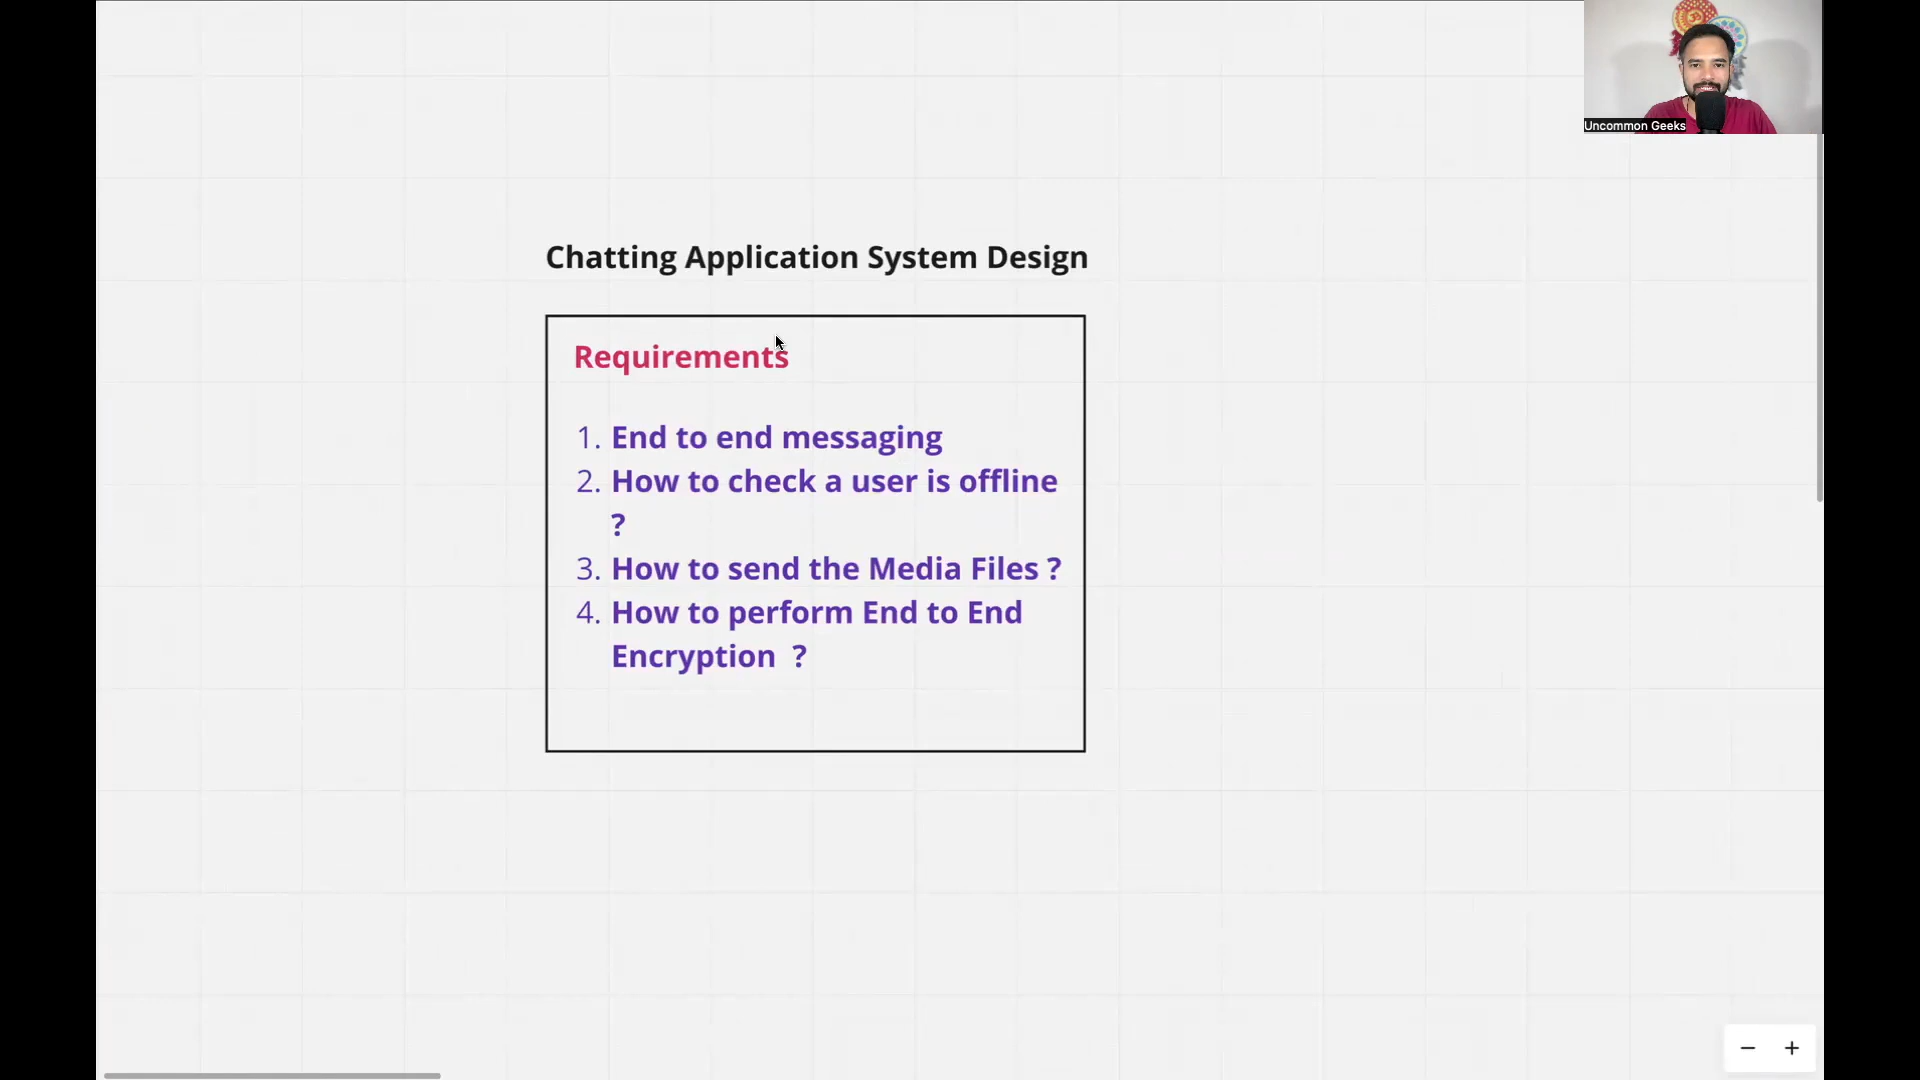 Uncommon Geeks
Chatting Application System Design
Requirements
1. End to end messaging
2. How to check a user is offline
?
3. How to send the Media Files ?
4. How to perform End to End
Encryption  ?